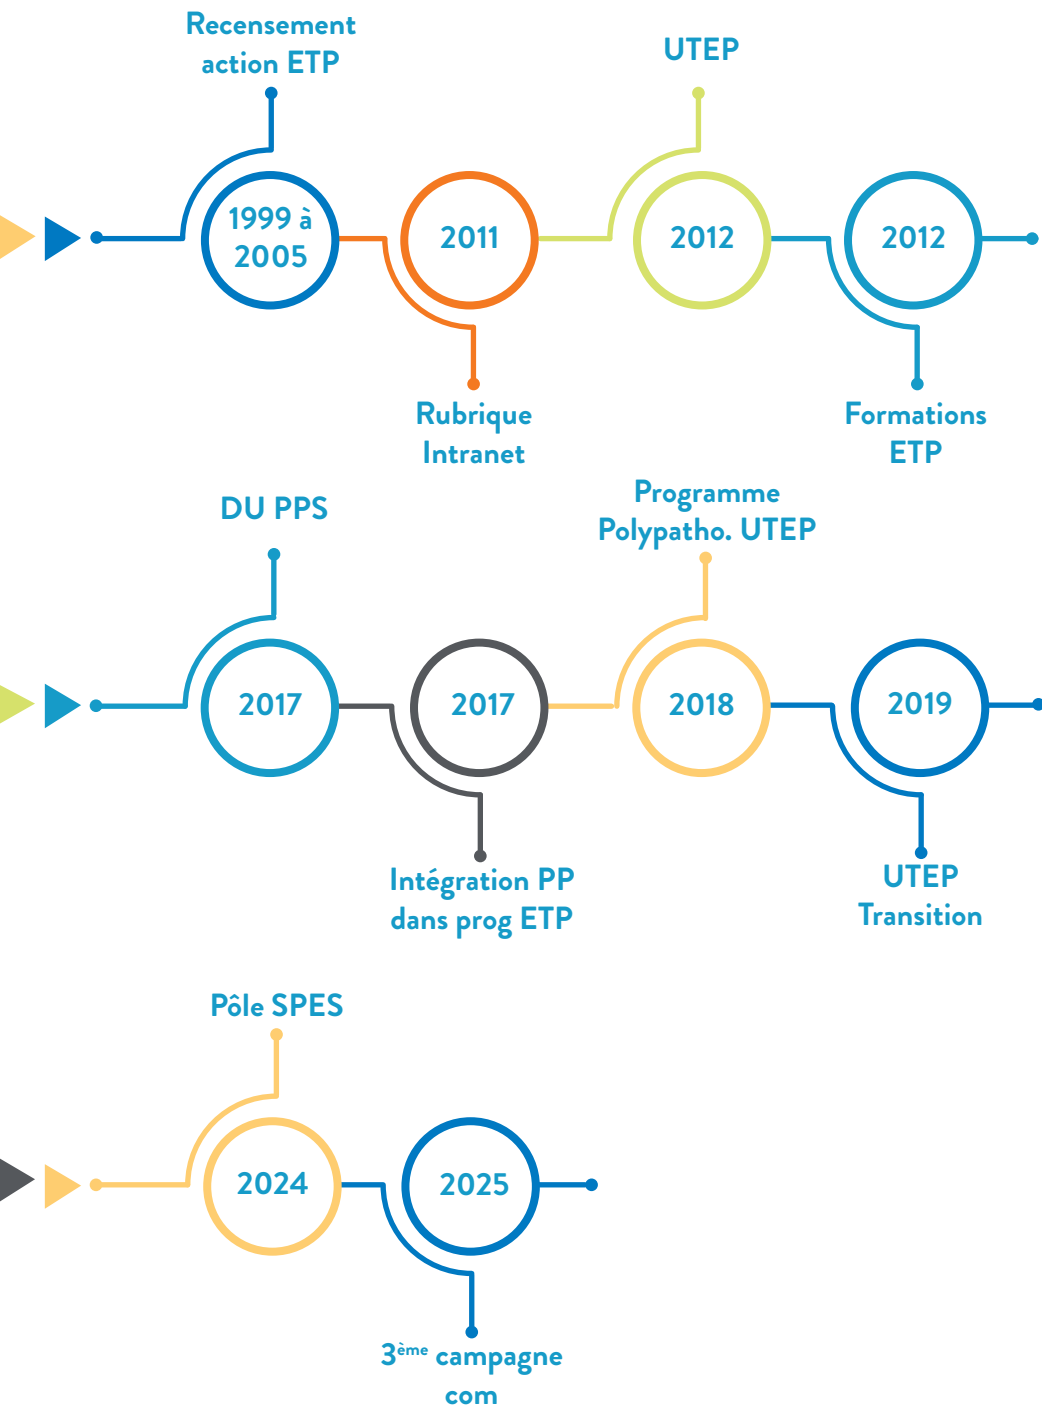 Recensement
action ETP
1999 à
2005
2011
Rubrique
Intranet
UTEP
2012
2012
Formations
ETP
DU PPS
2017
2017
Intégration PP
dans prog ETP
Programme
Polypatho. UTEP
2018
2019
UTEP
Transition
Pôle SPES
2024
2025
3ème campagne
com